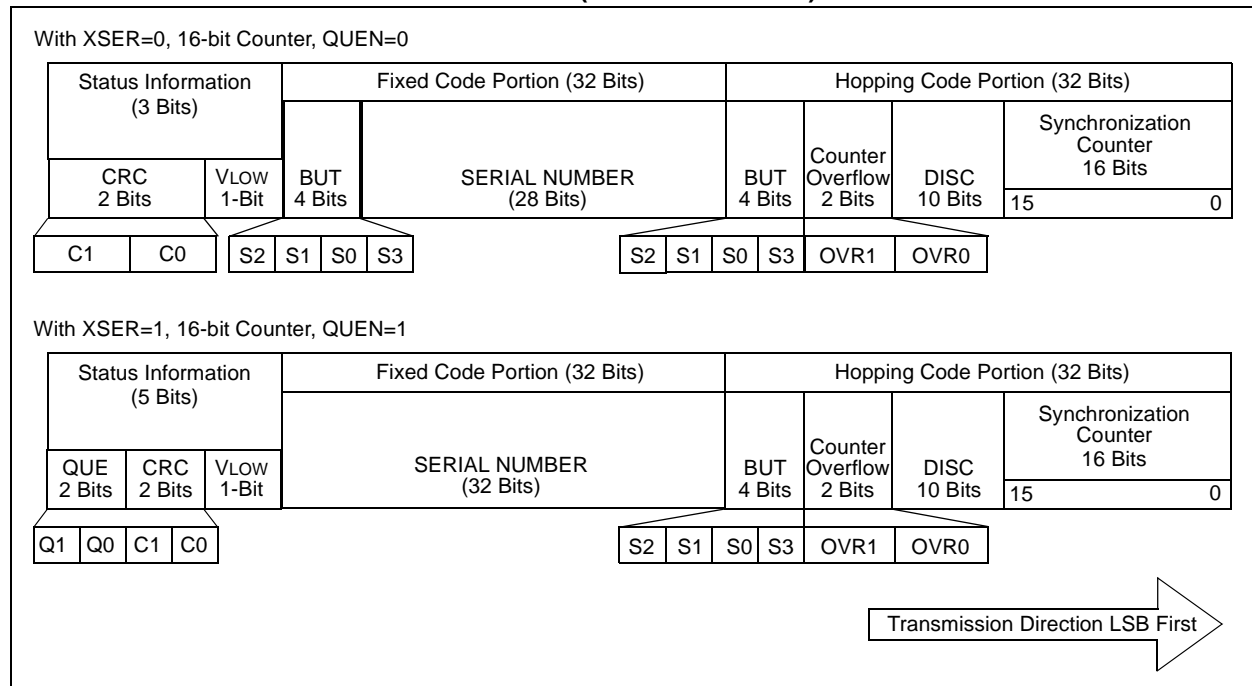 With XSER=0, 16-bit Counter, QUEN=0
Status Information
(3 Bits)
Fixed Code Portion (32 Bits)
Hopping Code Portion (32 Bits)
CRC
2 Bits
VLOW
1-Bit
BUT
4 Bits
SERIAL NUMBER
(28 Bits)
BUT
4 Bits
Counter
Overflow
2 Bits
DISC
10 Bits
Synchronization
Counter
16 Bits
15 0
C1 C0
S2 S1 S0 S3
S2 S1 S0 S3 OVR1 OVR0
With XSER=1, 16-bit Counter, QUEN=1
Status Information
(5 Bits)
Fixed Code Portion (32 Bits)
Hopping Code Portion (32 Bits)
QUE
2 Bits
CRC
2 Bits
VLOW
1-Bit
SERIAL NUMBER
(32 Bits)
BUT
4 Bits
Counter
Overflow
2 Bits
DISC
10 Bits
Synchronization
Counter
16 Bits
15 0
Q1 Q0 C1 C0
S2 S1 S0 S3 OVR1 OVR0
Transmission Direction LSB First